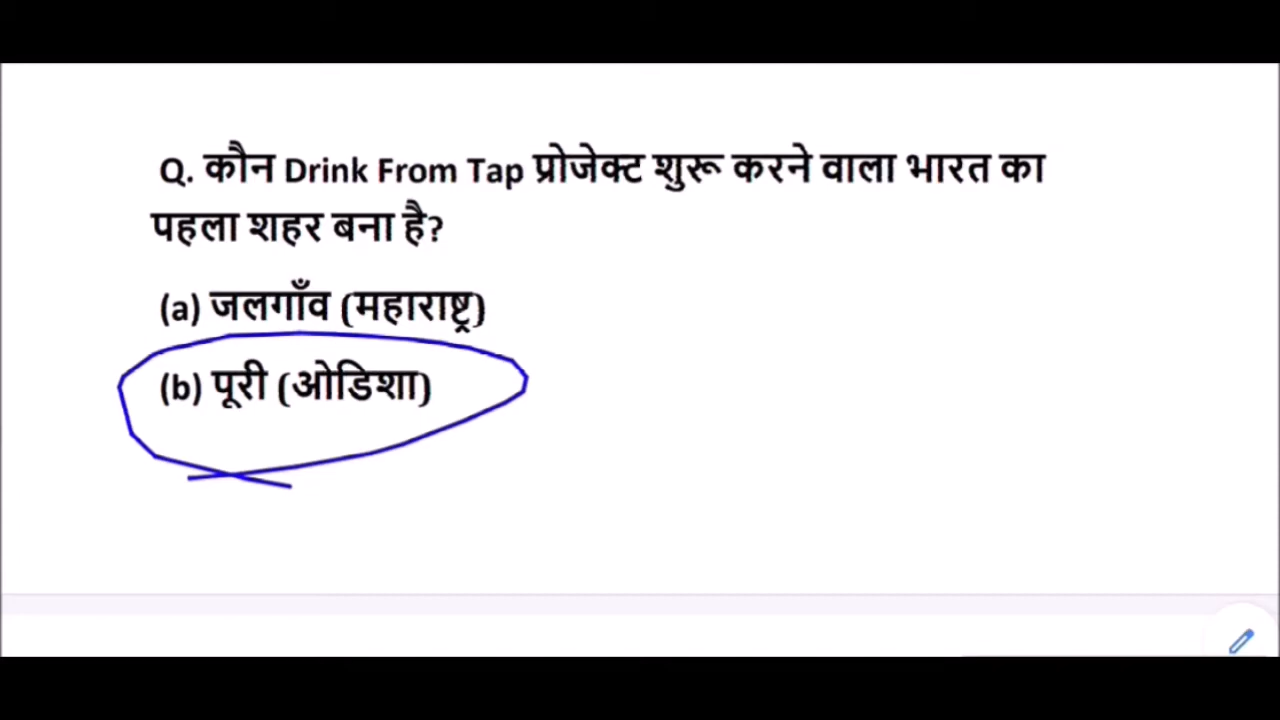 Q. कौन Drink From Tap प्रोजेक्ट शुरू करने वाला भारत का
पहला शहर बना है?
(a) जलगाँव (महाराष्ट्र)
(b) पूरी (ओडिशा)